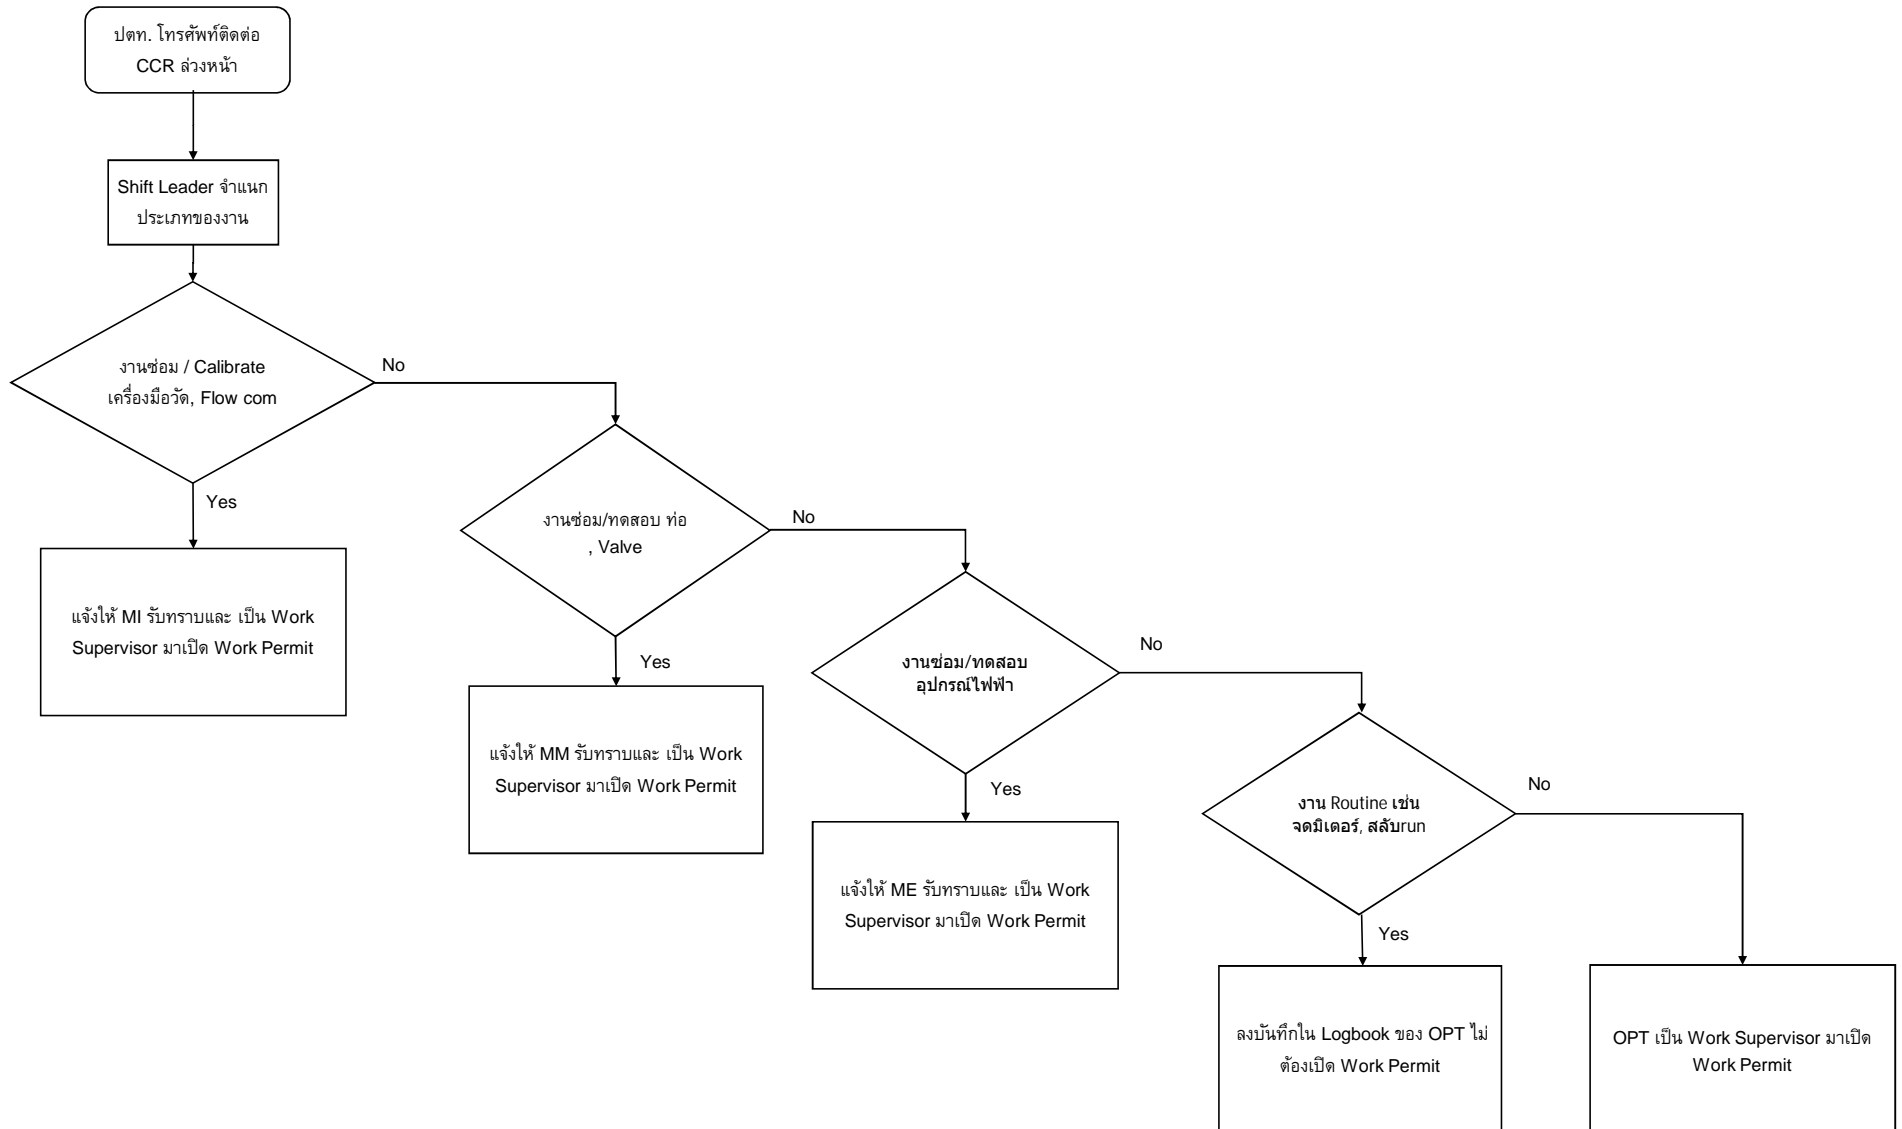 ปตท. โทรศัพท์ติดต่อ
CCR ล่วงหน้า
Shift Leader จำแนก
ประเภทของงาน
งานซ่อม / Calibrate
เครื่องมือวัด, Flow com
No
Yes
แจ้งให้ MI รับทราบและ เป็น Work
Supervisor มาเปิด Work Permit
งานซ่อม/ทดสอบ ท่อ
, Valve
No
Yes
แจ้งให้ MM รับทราบและ เป็น Work
Supervisor มาเปิด Work Permit
งานซ่อม/ทดสอบ
อุปกรณ์ไฟฟ้า
No
Yes
แจ้งให้ ME รับทราบและ เป็น Work
Supervisor มาเปิด Work Permit
งาน Routine เช่น
จดมิเตอร์, สลับrun
No
Yes
ลงบันทึกใน Logbook ของ OPT ไม่
ต้องเปิด Work Permit
OPT เป็น Work Supervisor มาเปิด
Work Permit